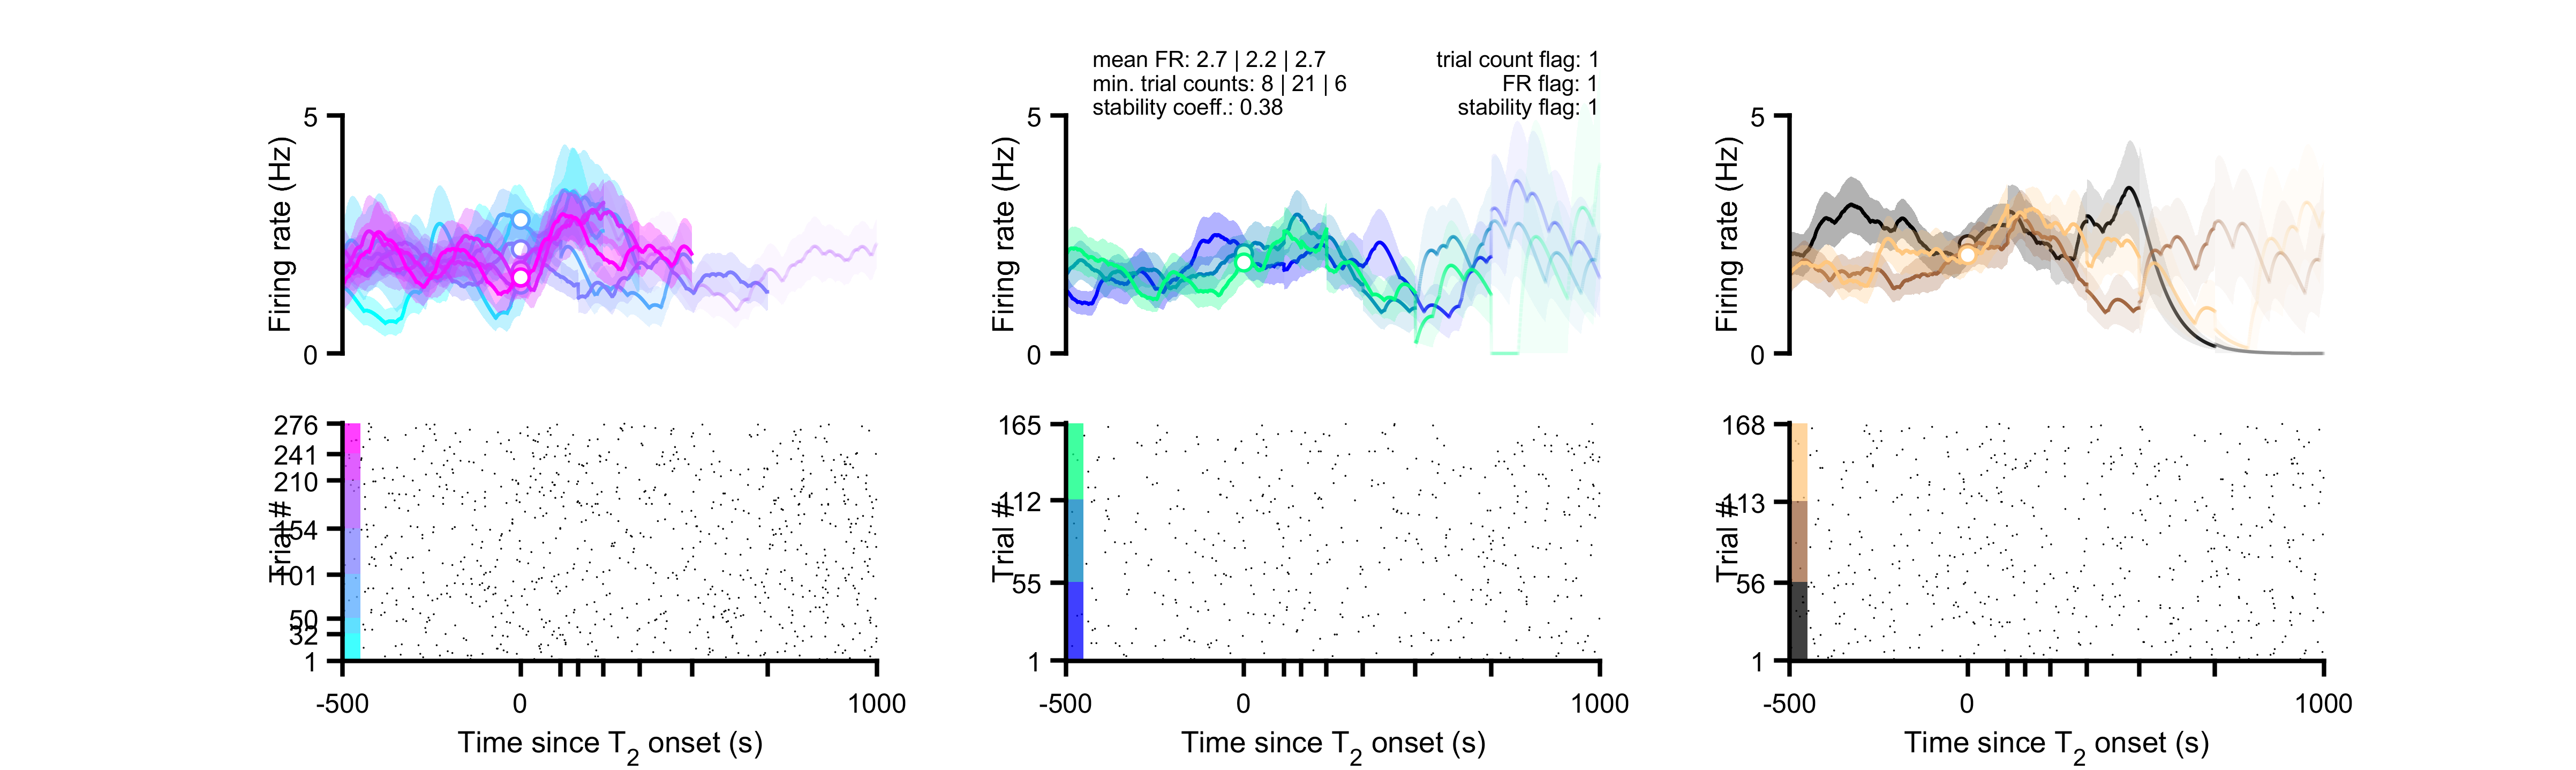 mean FR: 2.7 | 2.2 | 2.7
min. trial counts: 8 | 21 | 6
stability coeff.: 0.38
trial count flag: 1
FR flag: 1
stability flag: 1
5
0
Firing rate (Hz)
5
0
Firing rate (Hz)
5
0
Firing rate (Hz)
276
241
210
154
101
50
32
1
Trial #
-500
0
1000
Time since T2 onset (s)
165
112
55
1
Trial #
-500
0
1000
Time since T2 onset (s)
168
113
56
1
Trial #
-500
0
1000
Time since T2 onset (s)